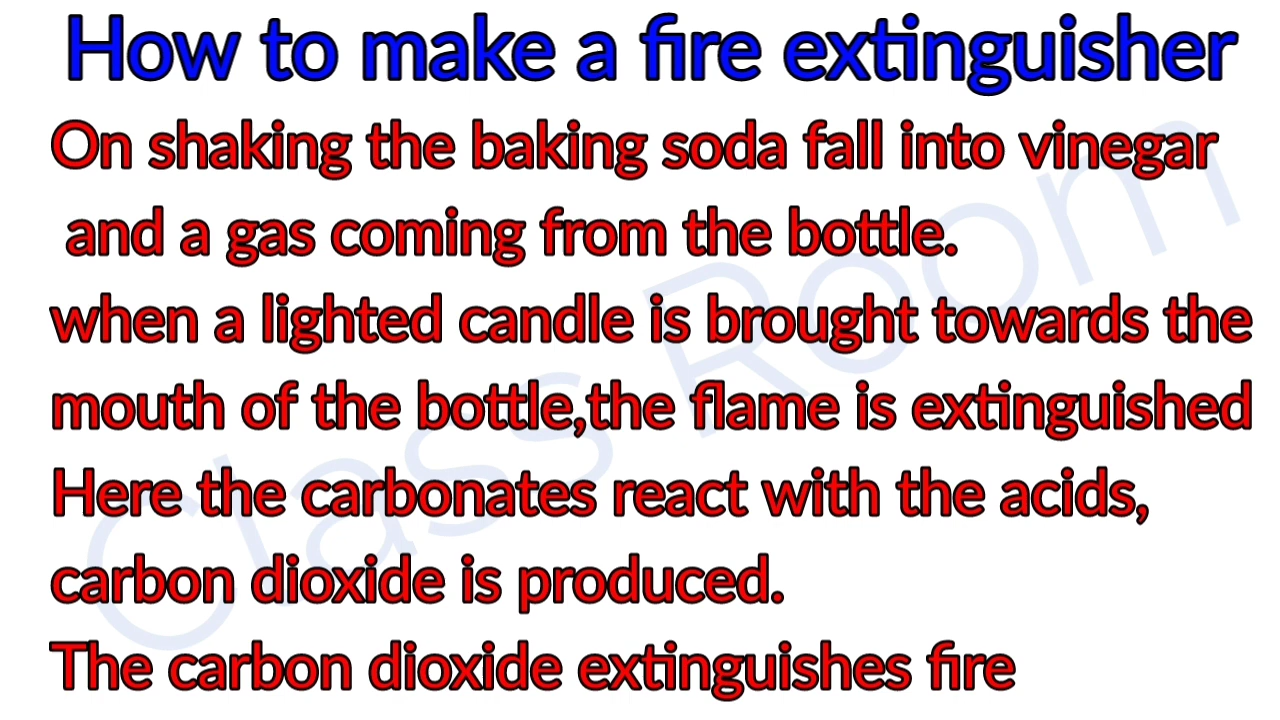 How to make a fire extinguisher
On shaking the baking soda fall into vinegar
and a gas coming from the bottle.
when a lighted candle is brought towards the
mouth of the bottle,the flame is extinguished
Here the carbonates react with the acids,
carbon dioxide is produced.
The carbon dioxide extinguishes fire
Class Room